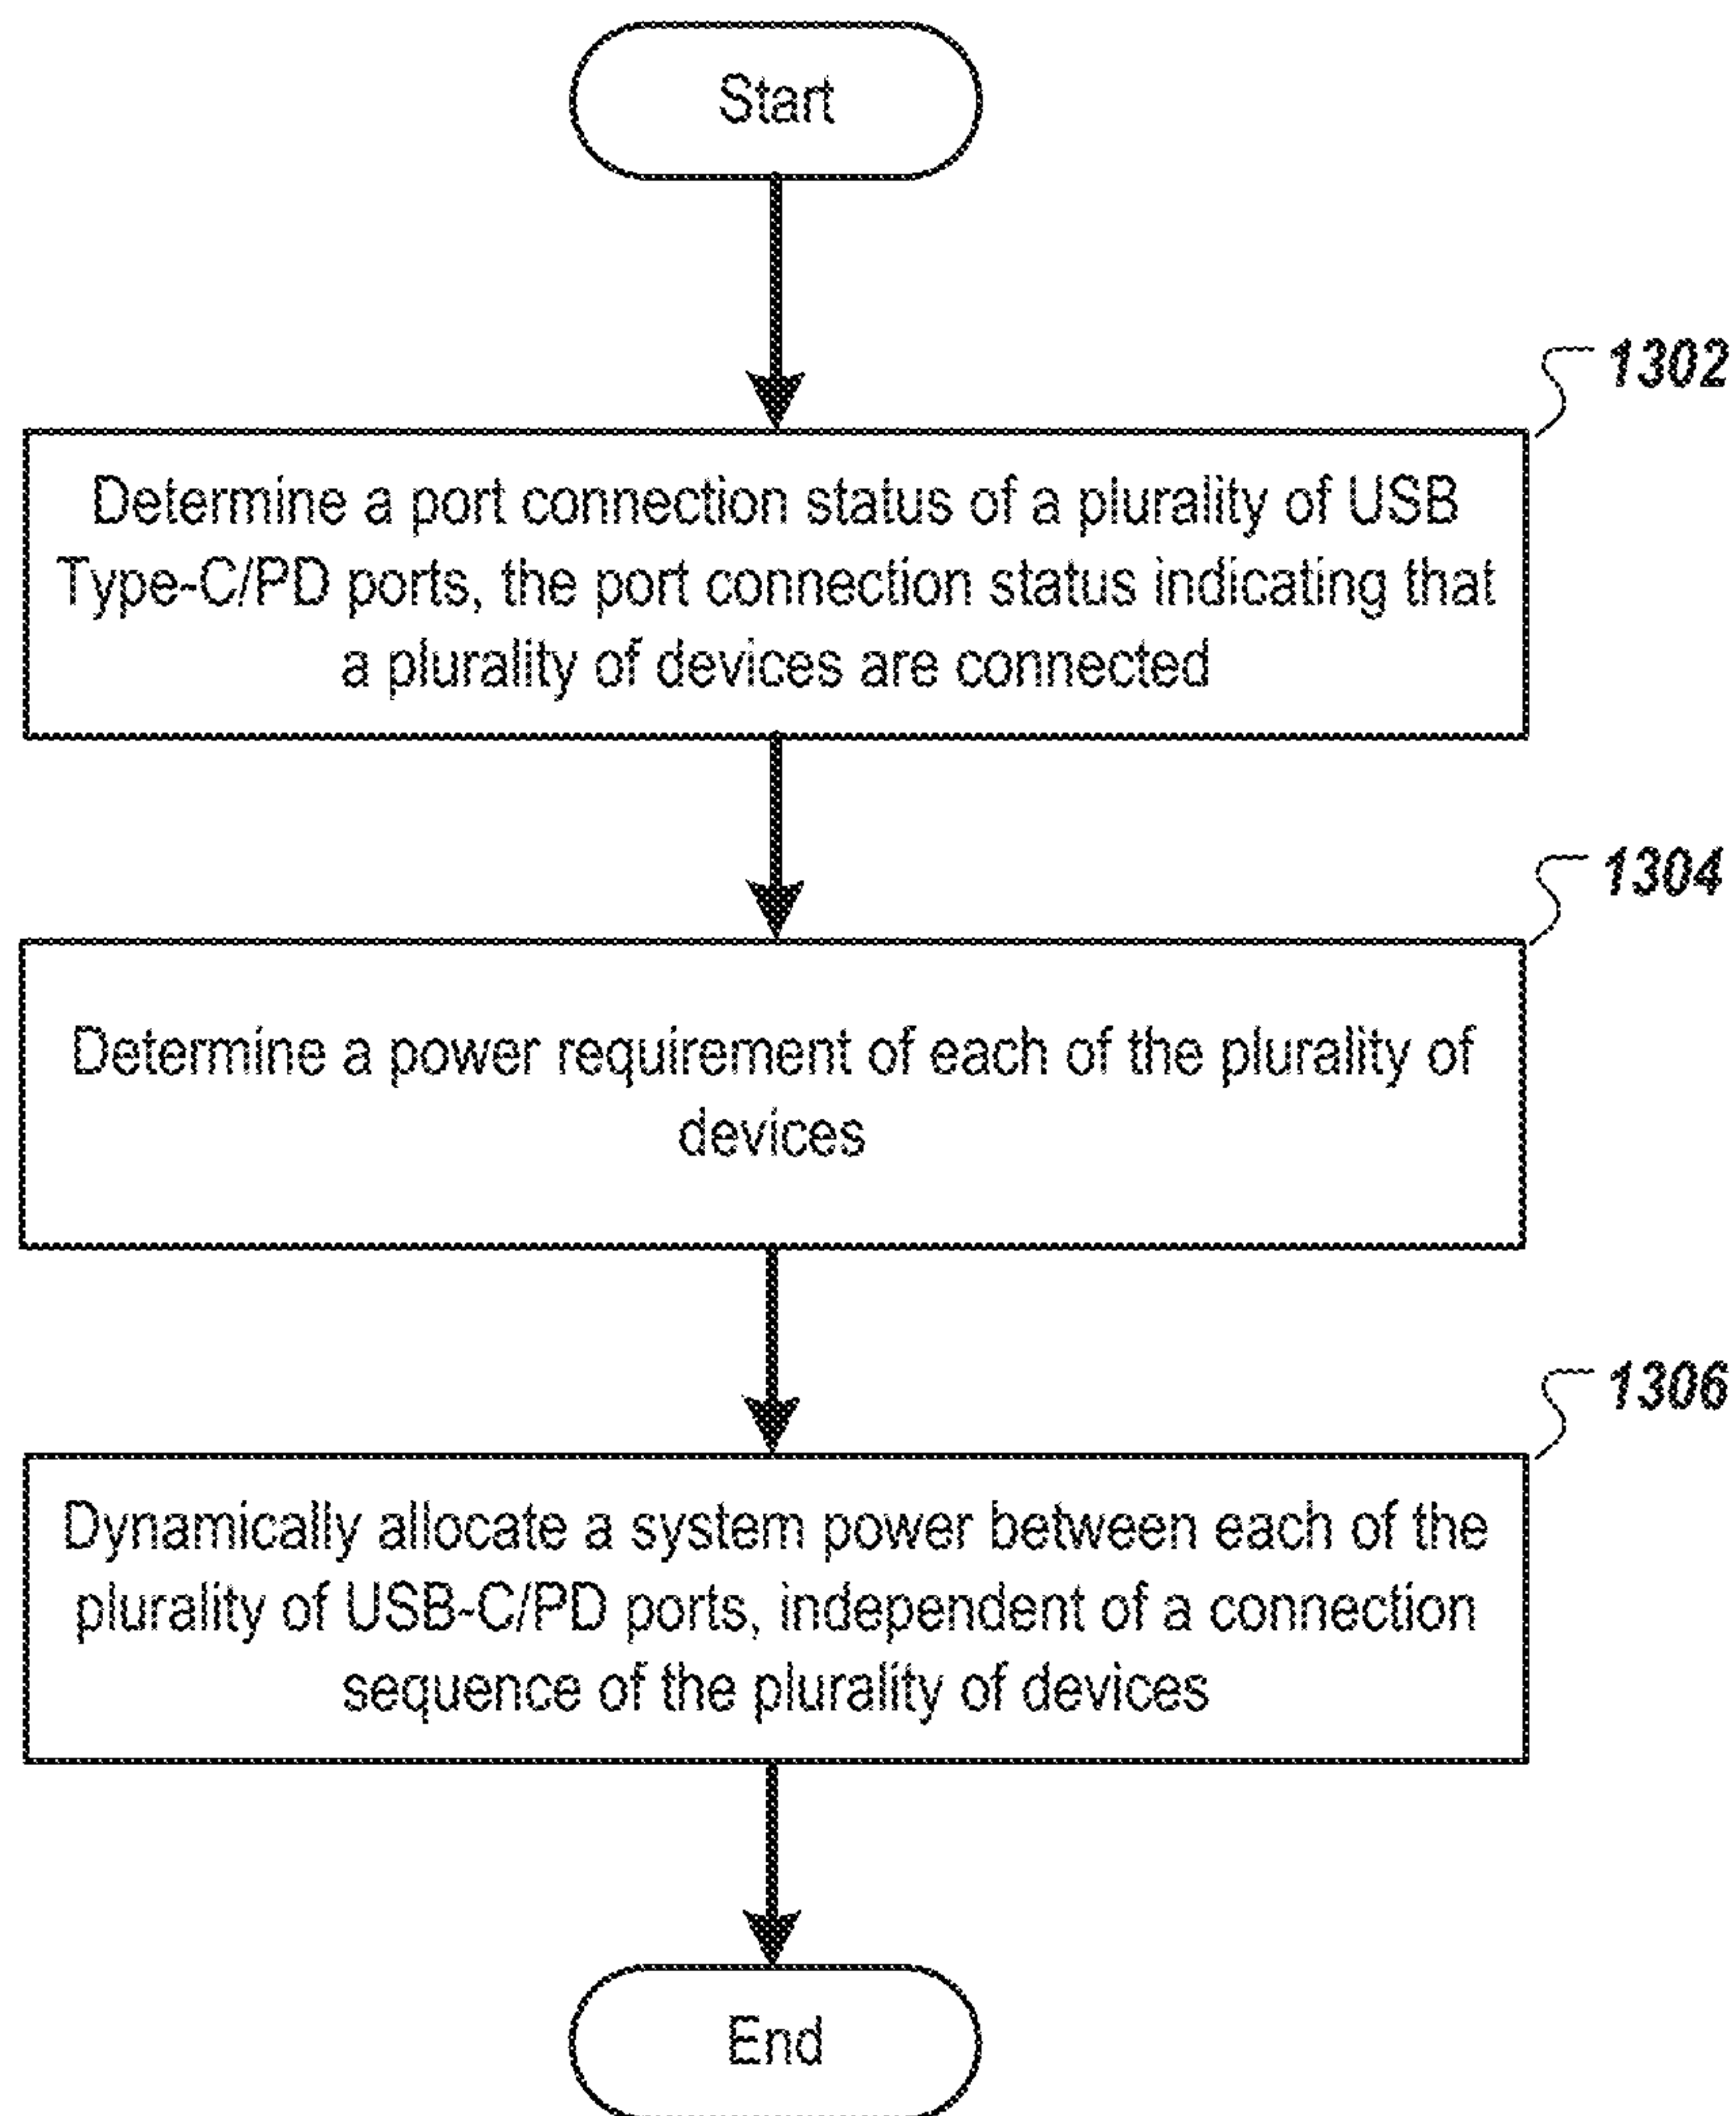 Start
1302
Determine a port connection status of a plurality of USB
Type-C/PD ports, the port connection status indicating that
a plurality of devices are connected
1304
Determine a power requirement of each of the plurality of
devices
1306
Dynamically allocate a system power between each of the
plurality of USB-C/PD ports, independent of a connection
sequence of the plurality of devices
End